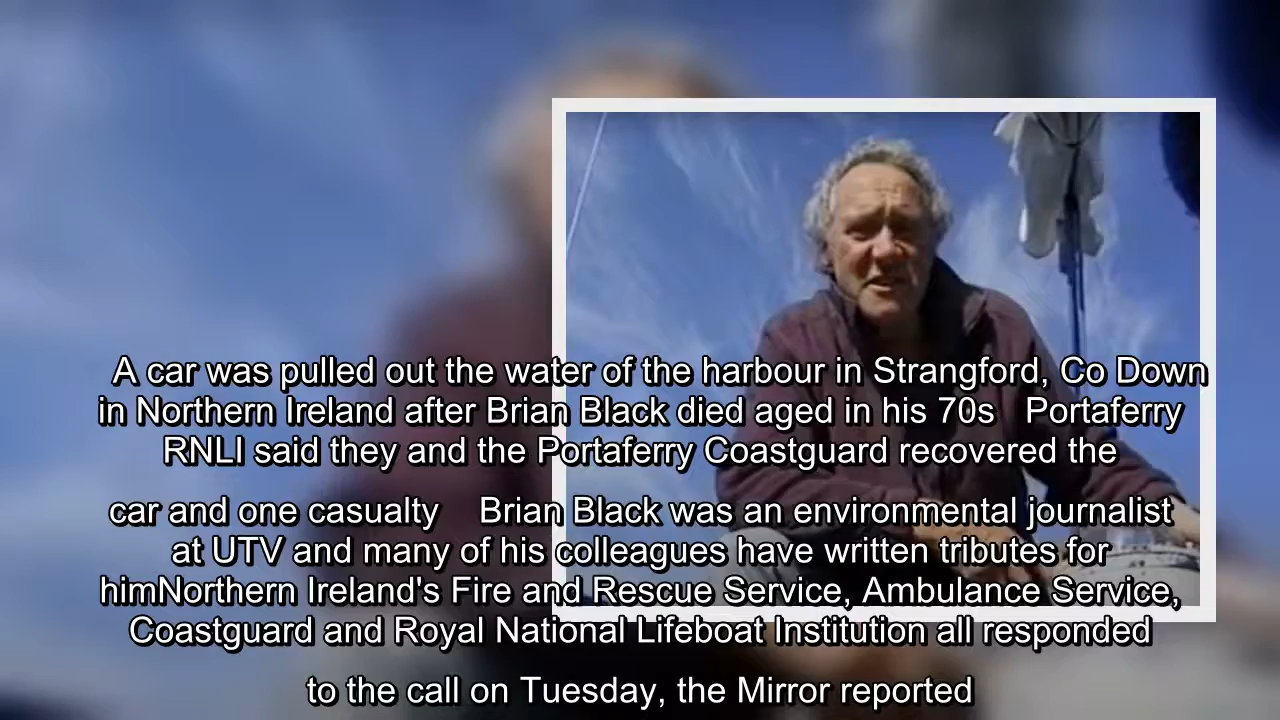 A car was pulled out the water of the harbour in Strangford, Co Down
in Northern Ireland after Brian Black died aged in his 70s   Portaferry
RNLI said they and the Portaferry Coastguard recovered the
car and one casualty    Brian Black was an environmental journalist
at UTV and many of his colleagues have written tributes for
himNorthern Ireland's Fire and Rescue Service, Ambulance Service,
Coastguard and Royal National Lifeboat Institution all responded
to the call on Tuesday, the Mirror reported